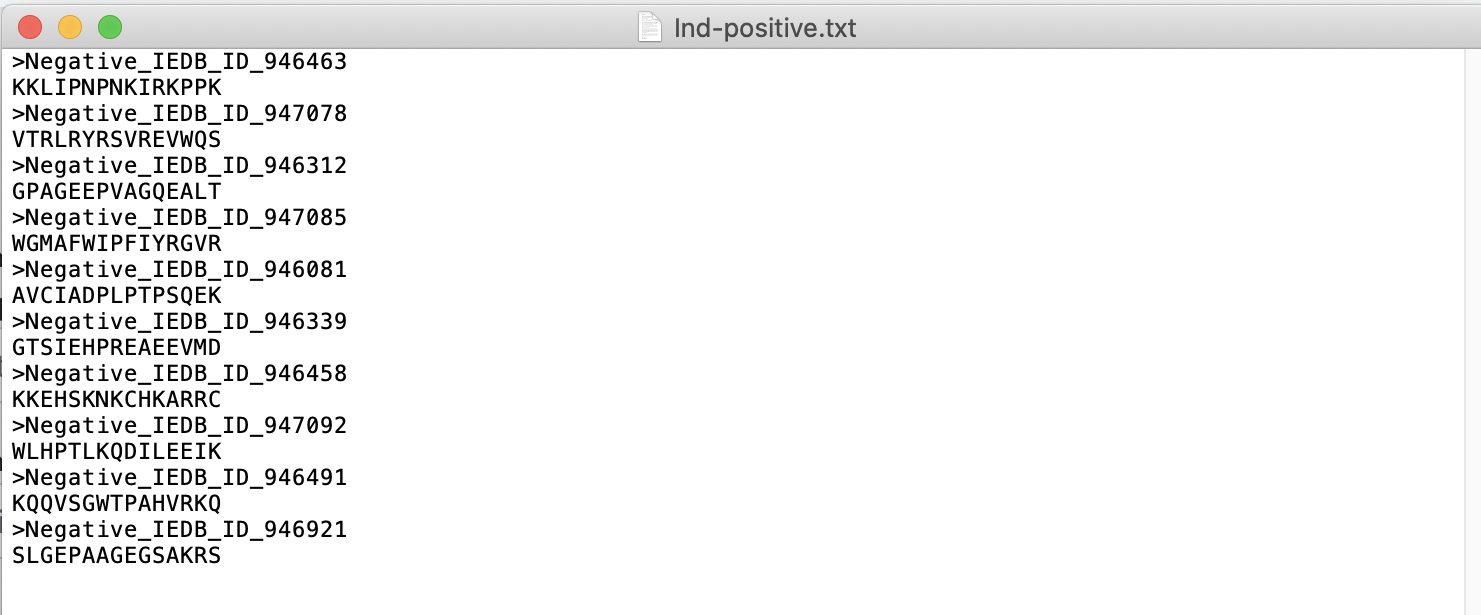 Ind-positive.txt
>Negative_IEDB_ID_946463
KKLIPNPNKIRKPPK
>Negative_IEDB_ID_947078
VTRLRYRSVREVWQS
>Negative_IEDB_ID_946312
GPAGEEPVAGQEALT
>Negative_IEDB_ID_947085
WGMAFWIPFIYRGVR
>Negative_IEDB_ID_946081
AVCIADPLPTPSQEK
>Negative_IEDB_ID_946339
GTSIEHPREAEEVMD
>Negative_IEDB_ID_946458
KKEHSKNKCHKARRC
>Negative_IEDB_ID_947092
WLHPTLKQDILEEIK
>Negative_IEDB_ID_946491
KQQVSGWTPAHVRKQ
>Negative_IEDB_ID_946921
SLGEPAAGEGSAKRS